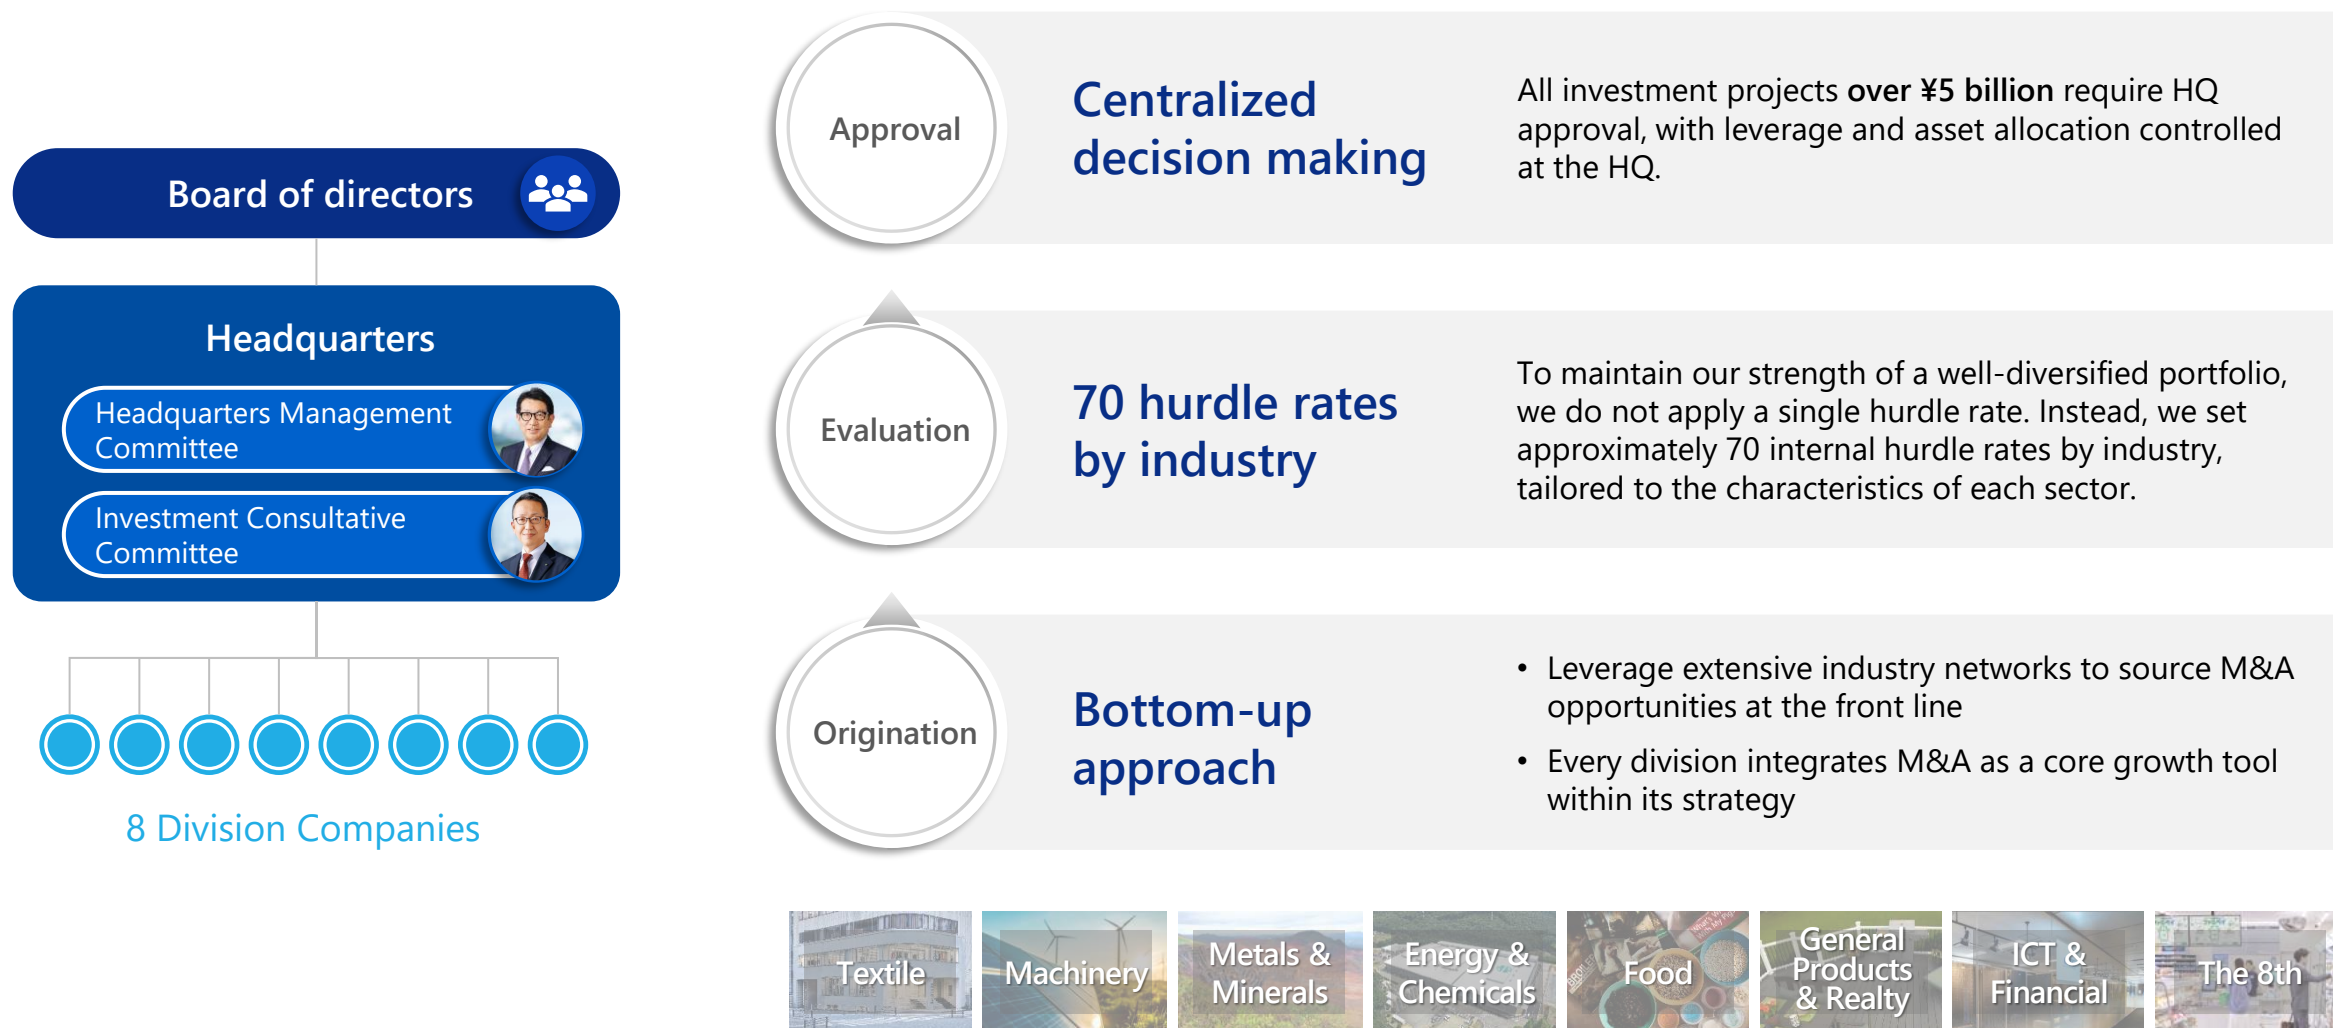 Board of directors
Headquarters
Headquarters Management
Committee
Investment Consultative
Committee
8 Division Companies
Approval
Centralized
decision making
All investment projects over ¥5 billion require HQ
approval, with leverage and asset allocation controlled
at the HQ.
Evaluation
70 hurdle rates
by industry
To maintain our strength of a well-diversified portfolio,
we do not apply a single hurdle rate. Instead, we set
approximately 70 internal hurdle rates by industry,
tailored to the characteristics of each sector.
Origination
Bottom-up
approach
• Leverage extensive industry networks to source M&A
opportunities at the front line
• Every division integrates M&A as a core growth tool
within its strategy
Textile
Machinery
Metals &
Minerals
Energy &
Chemicals
Food
General
Products
& Realty
ICT &
Financial
The 8th